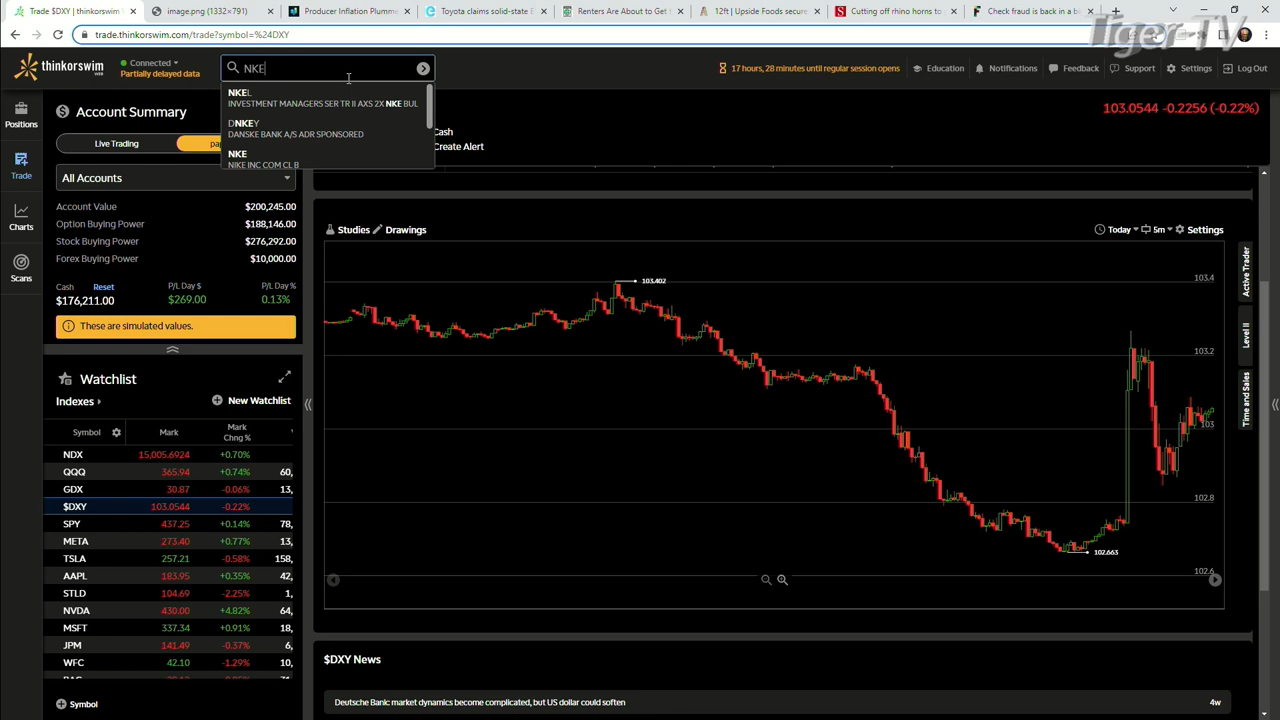 Trade $DXY
image.png (1332×791)
Producer Inflation Plumme
Toyota claims solid-state E
Renters Are About to Get
12ft | Upside Foods secure
Cutting off rhino horns to
Check fraud is back in a b
Tiger-TV
trade.thinkorswim.com/trade?symbol=%24DXY
thinkorswim
WEB
Connected
Partially delayed data
NKE
17 hours, 28 minutes until regular session opens
Education
Notifications
AXS FX
Support
Feedback
Settings
Log Out
NKEL
INVESTMENT MANAGERS SER TR II AXS 2X NKE BUL
DNKEY
DANSKE BANK A/S ADR SPONSORED
NKE
NIKE INC COM CL B
Positions
Trade
Charts
Scans
Account Summary
Live Trading
All Accounts
Account Value $200,245.00
Option Buying Power $188,146.00
Stock Buying Power $276,292.00
Forex Buying Power $10,000.00
Cash Reset P/L Day $ P/L Day %
$176,211.00 $269.00 0.13%
These are simulated values.
Watchlist
Indexes
New Watchlist
Symbol Mark Mark Chng %
NDX 15,005.6924 +0.70%
QQQ 365.94 +0.74% 60,
GDX 30.87 -0.06% 13,
$DXY 103.0544 -0.22%
SPY 437.25 +0.14% 78,
META 273.40 +0.77% 13,
TSLA 257.21 -0.58% 158,
AAPL 183.95 +0.35% 42,
STLD 104.69 -2.25% 1,
NVDA 430.00 +4.82% 64,
MSFT 337.34 +0.91% 18,
JPM 141.49 -0.37% 6,
WFC 42.10 -1.29% 10,
Symbol
103.0544 -0.2256 (-0.22%)
Cash
Create Alert
Studies
Drawings
Today
5m
Settings
103.402
103.4
103.2
103
102.8
102.6
102.663
Active Trader
Level II
Time and Sales
$DXY News
Deutsche Bank: market dynamics become complicated, but US dollar could soften 4w